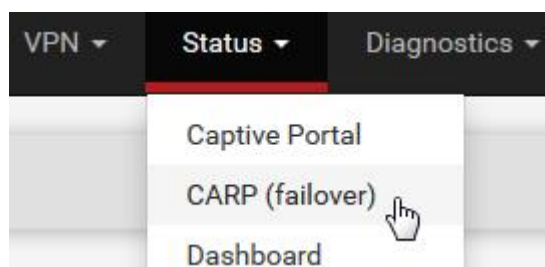 VPN Status Diagnostics
Captive Portal
CARP (failover)
Dashboard